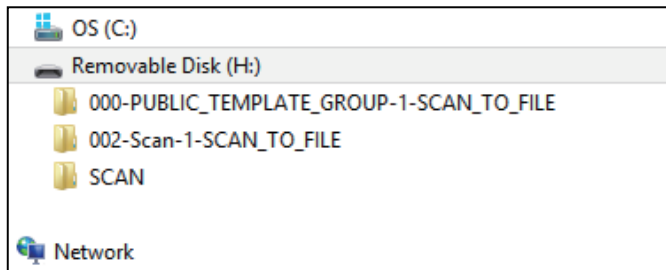 OS (C:)
Removable Disk (H:)
000-PUBLIC_TEMPLATE_GROUP-1-SCAN_TO_FILE
002-Scan-1-SCAN_TO_FILE
SCAN
Network